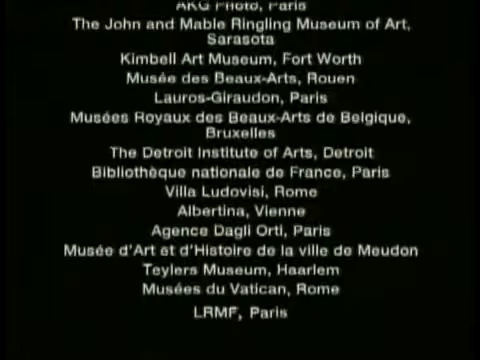 AKG Photo, Paris
The John and Mable Ringling Museum of Art,
Sarasota
Kimbell Art Museum, Fort Worth
Musée des Beaux-Arts, Rouen
Lauros-Giraudon, Paris
Musées Royaux des Beaux-Arts de Belgique,
Bruxelles
The Detroit Institute of Arts, Detroit
Bibliothèque nationale de France, Paris
Villa Ludovisi, Rome
Albertina, Vienne
Agence Dagli Orti, Paris
Musée d'Art et d'Histoire de la ville de Meudon
Teylers Museum, Haarlem
Musées du Vatican, Rome
LRMF, Paris